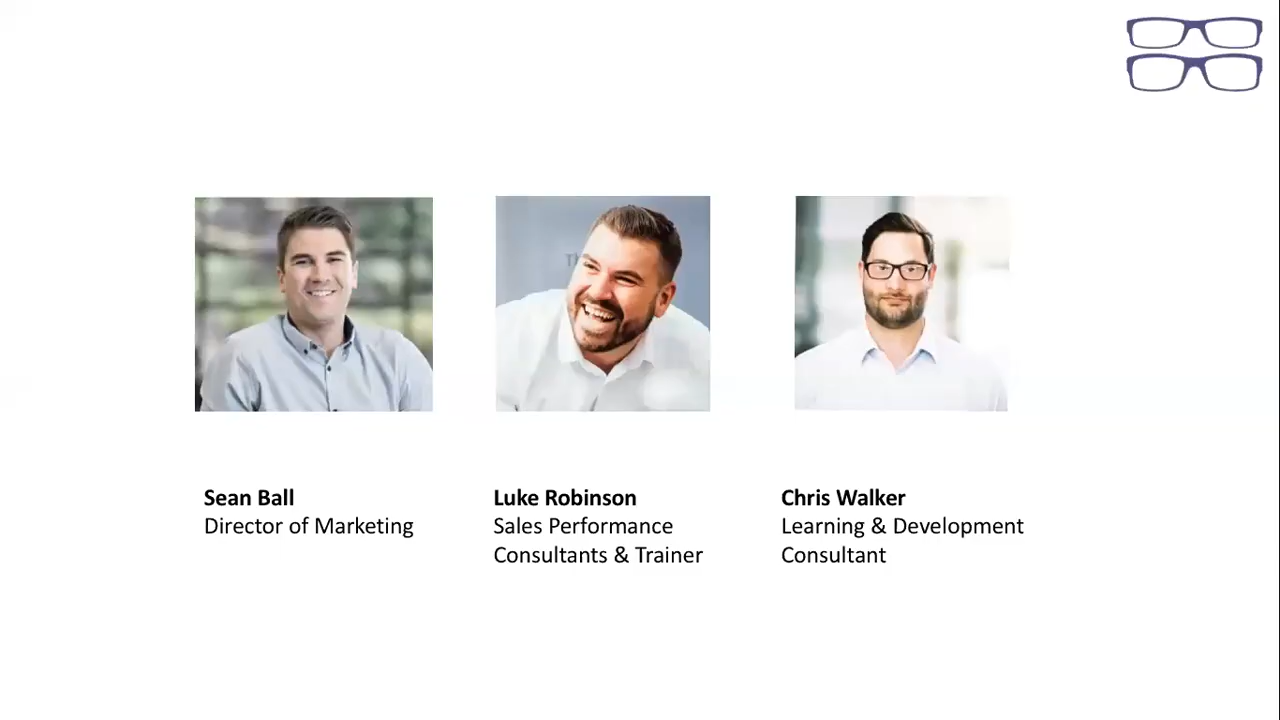 Sean Ball
Director of Marketing
Luke Robinson
Sales Performance
Consultants & Trainer
Chris Walker
Learning & Development
Consultant